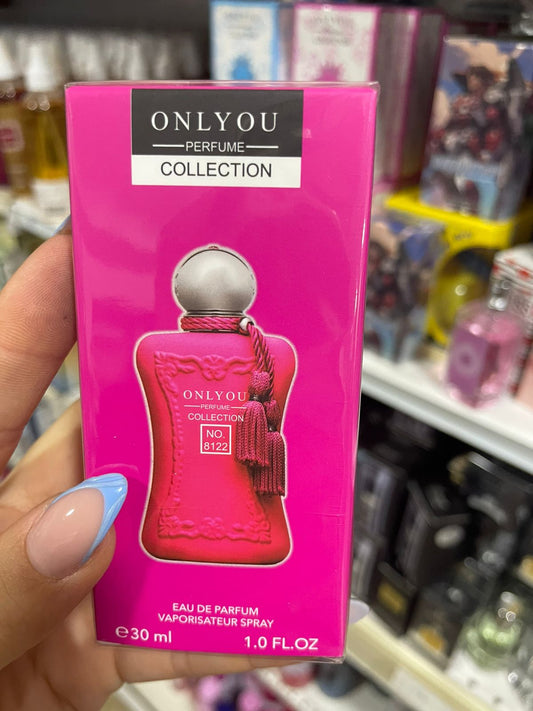 ONLYOU
PERFUME
COLLECTION
ONLYOU
PERFUME
COLLECTION
NO.
8122
EAU DE PARFUM
VAPORISATEUR SPRAY
℮30 ml 1.0 FL.OZ